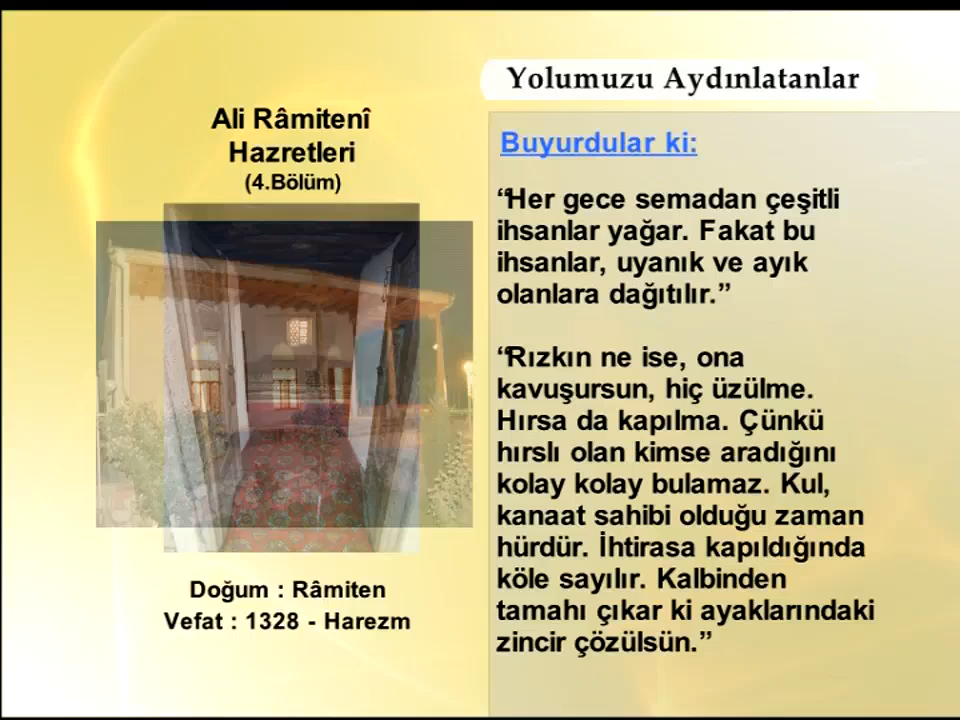 Yolumuzu Aydınlatanlar
Ali Râmitenî
Hazretleri
(4.Bölüm)
Doğum : Râmiten
Vefat : 1328 - Harezm
Buyurdular ki:
“Her gece semadan çeşitli
ihsanlar yağar. Fakat bu
ihsanlar, uyanık ve ayık
olanlara dağıtılır.”
“Rızkın ne ise, ona
kavuşursun, hiç üzülme.
Hırsa da kapılma. Çünkü
hırslı olan kimse aradığını
kolay kolay bulamaz. Kul,
kanaat sahibi olduğu zaman
hürdür. İhtirasa kapıldığında
köle sayılır. Kalbinden
tamahı çıkar ki ayaklarındaki
zincir çözülsün.”